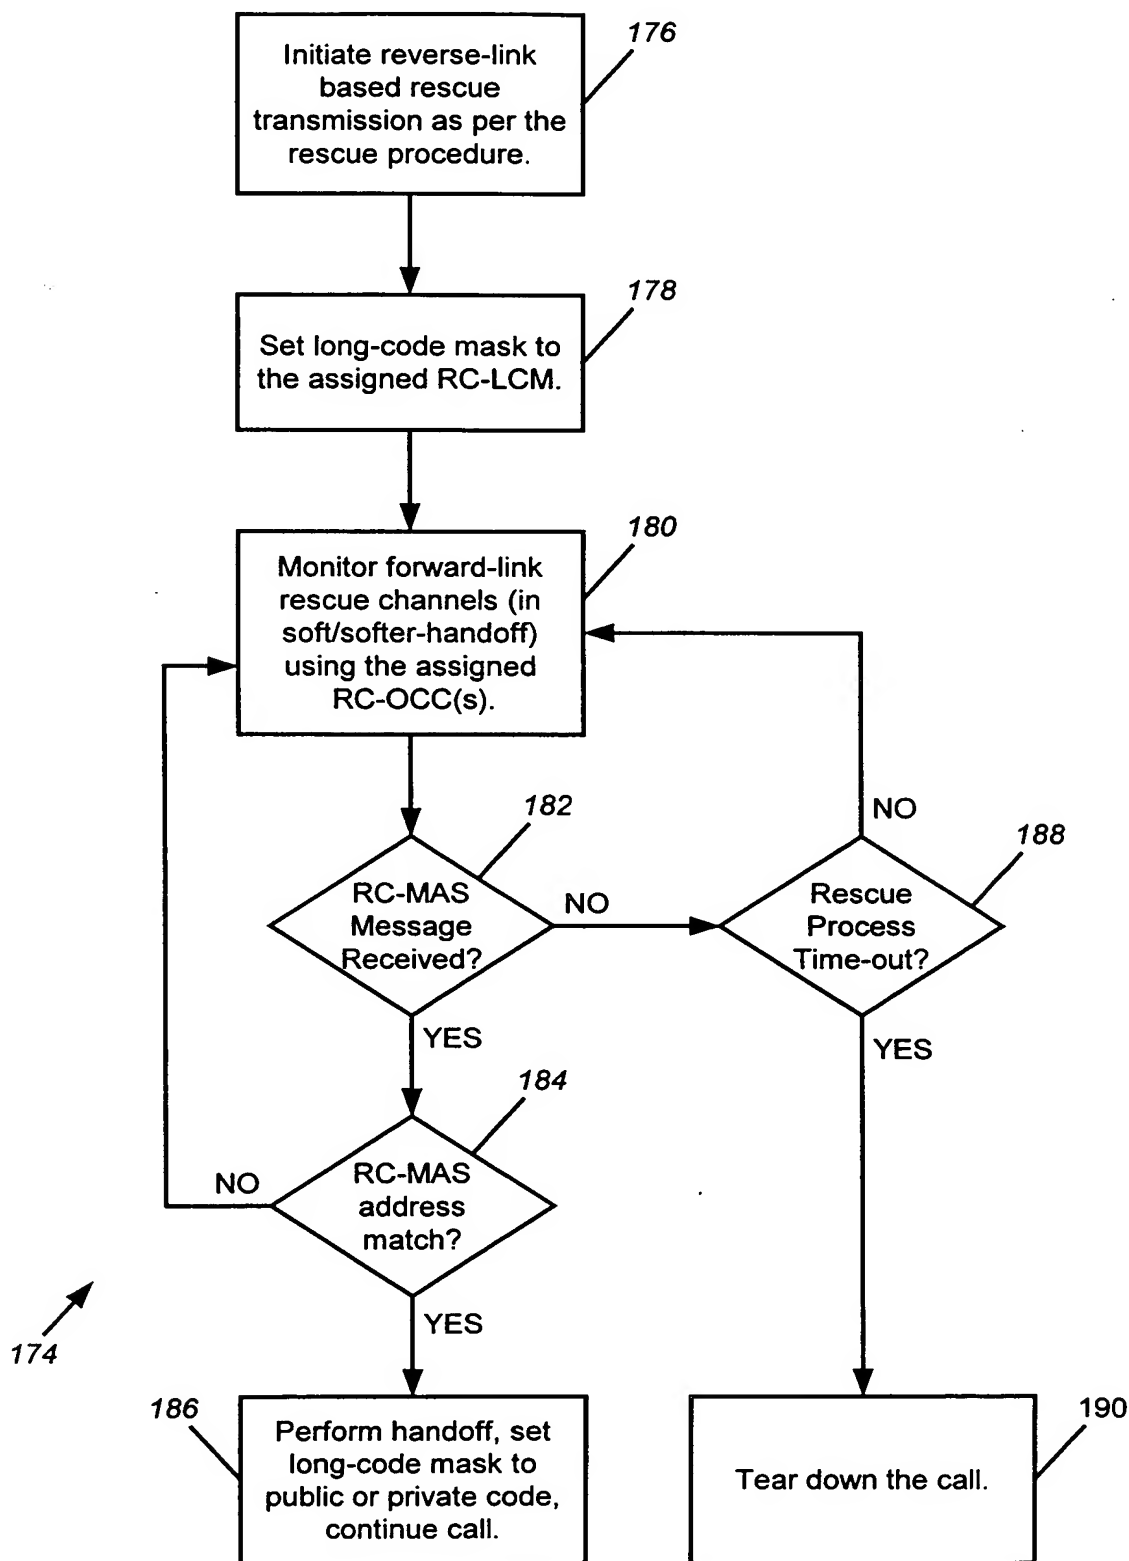 176
Initiate reverse-link
based rescue
transmission as per the
rescue procedure.
178
Set long-code mask to
the assigned RC-LCM.
180
Monitor forward-link
rescue channels (in
soft/softer-handoff)
using the assigned
RC-OCC(s).
182
RC-MAS
Message
Received?
NO
NO
188
Rescue
Process
Time-out?
YES
YES
184
RC-MAS
address
match?
NO
YES
174
186
Perform handoff, set
long-code mask to
public or private code,
continue call.
190
Tear down the call.